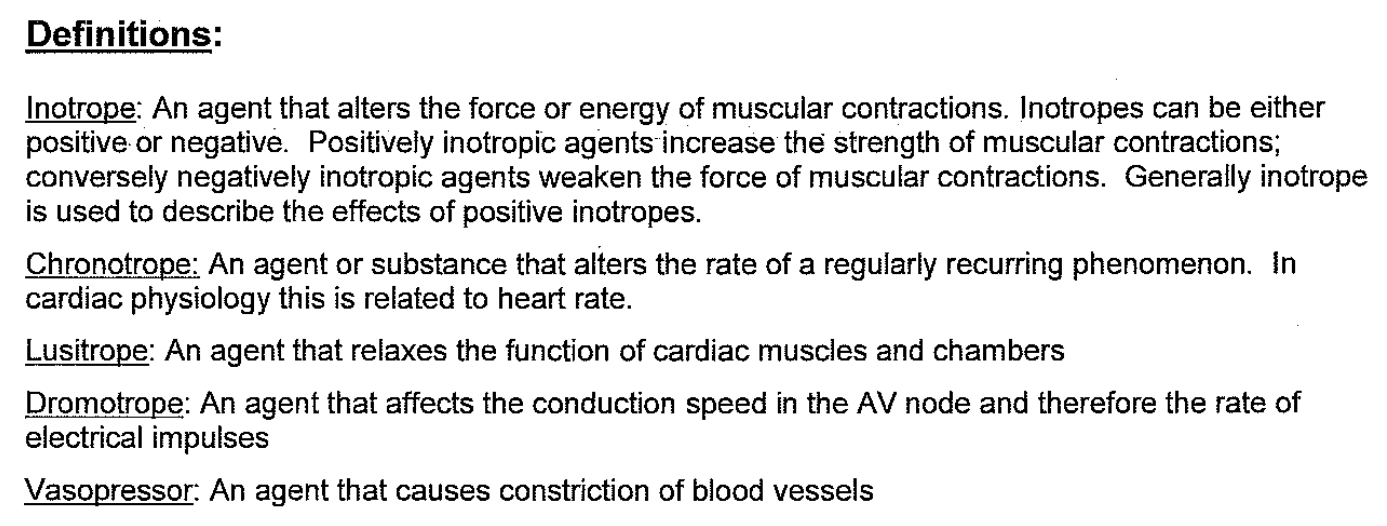 Definitions:
Inotrope: An agent that alters the force or energy of muscular contractions. Inotropes can be either
positive or negative.  Positively inotropic agents increase the strength of muscular contractions;
conversely negatively inotropic agents weaken the force of muscular contractions.  Generally inotrope
is used to describe the effects of positive inotropes.
Chronotrope: An agent or substance that alters the rate of a regularly recurring phenomenon.  In
cardiac physiology this is related to heart rate.
Lusitrope: An agent that relaxes the function of cardiac muscles and chambers
Dromotrope: An agent that affects the conduction speed in the AV node and therefore the rate of
electrical impulses
Vasopressor: An agent that causes constriction of blood vessels